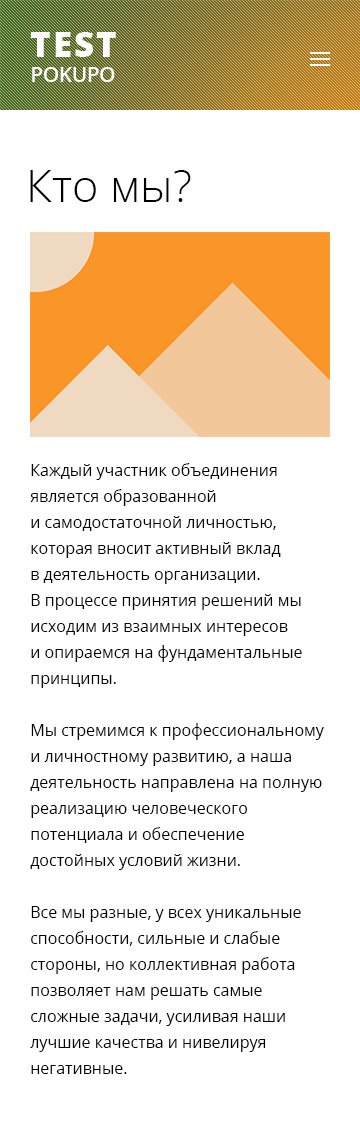 TEST
POKUPO
Кто мы?
Каждый участник объединения
является образованной
и самодостаточной личностью,
которая вносит активный вклад
в деятельность организации.
В процессе принятия решений мы
исходим из взаимных интересов
и опираемся на фундаментальные
принципы.
Мы стремимся к профессиональному
и личностному развитию, а наша
деятельность направлена на полную
реализацию человеческого
потенциала и обеспечение
достойных условий жизни.
Все мы разные, у всех уникальные
способности, сильные и слабые
стороны, но коллективная работа
позволяет нам решать самые
сложные задачи, усиливая наши
лучшие качества и нивелируя
негативные.